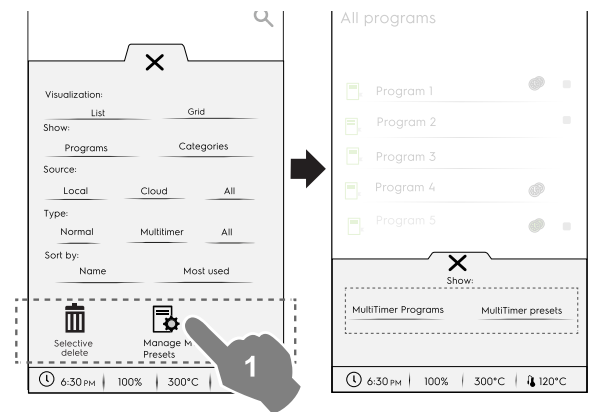 Visualization:
List Grid
Show:
Programs Categories
Source:
Local Cloud All
Type:
Normal Multitimer All
Sort by:
Name Most used
Selective
delete
Manage M
Presets
1
6:30 PM 100% 300°C
All programs
Program 1
Program 2
Program 3
Program 4
Program 5
Show:
MultiTimer Programs MultiTimer presets
6:30 PM 100% 300°C 120°C